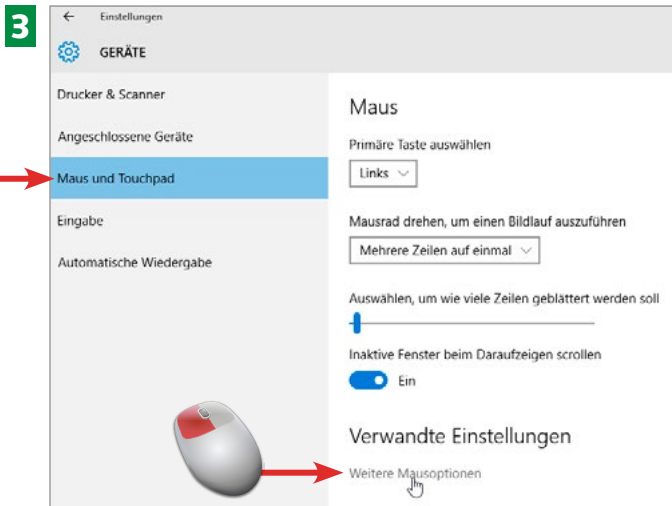 3
Einstellungen
GERÄTE
Drucker & Scanner
Angeschlossene Geräte
Maus und Touchpad
Eingabe
Automatische Wiedergabe
Maus
Primäre Taste auswählen
Links
Mausrad drehen, um einen Bildlauf auszuführen
Mehrere Zeilen auf einmal
Auswählen, um wie viele Zeilen geblättert werden soll
Inaktive Fenster beim Daraufzeigen scrollen
Ein
Verwandte Einstellungen
Weitere Mausoptionen